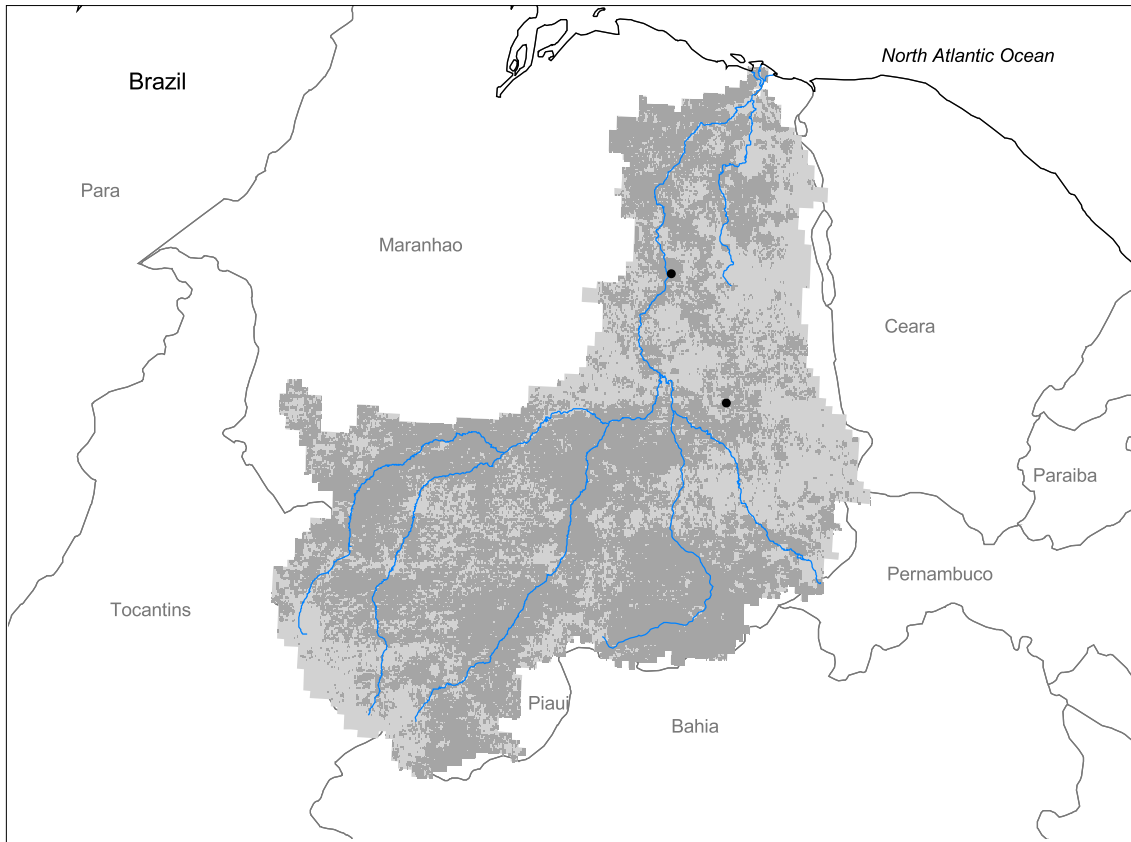 North Atlantic Ocean
Brazil
Para
Maranhao
Ceara
Paraiba
Pernambuco
Tocantins
Piaui
Bahia